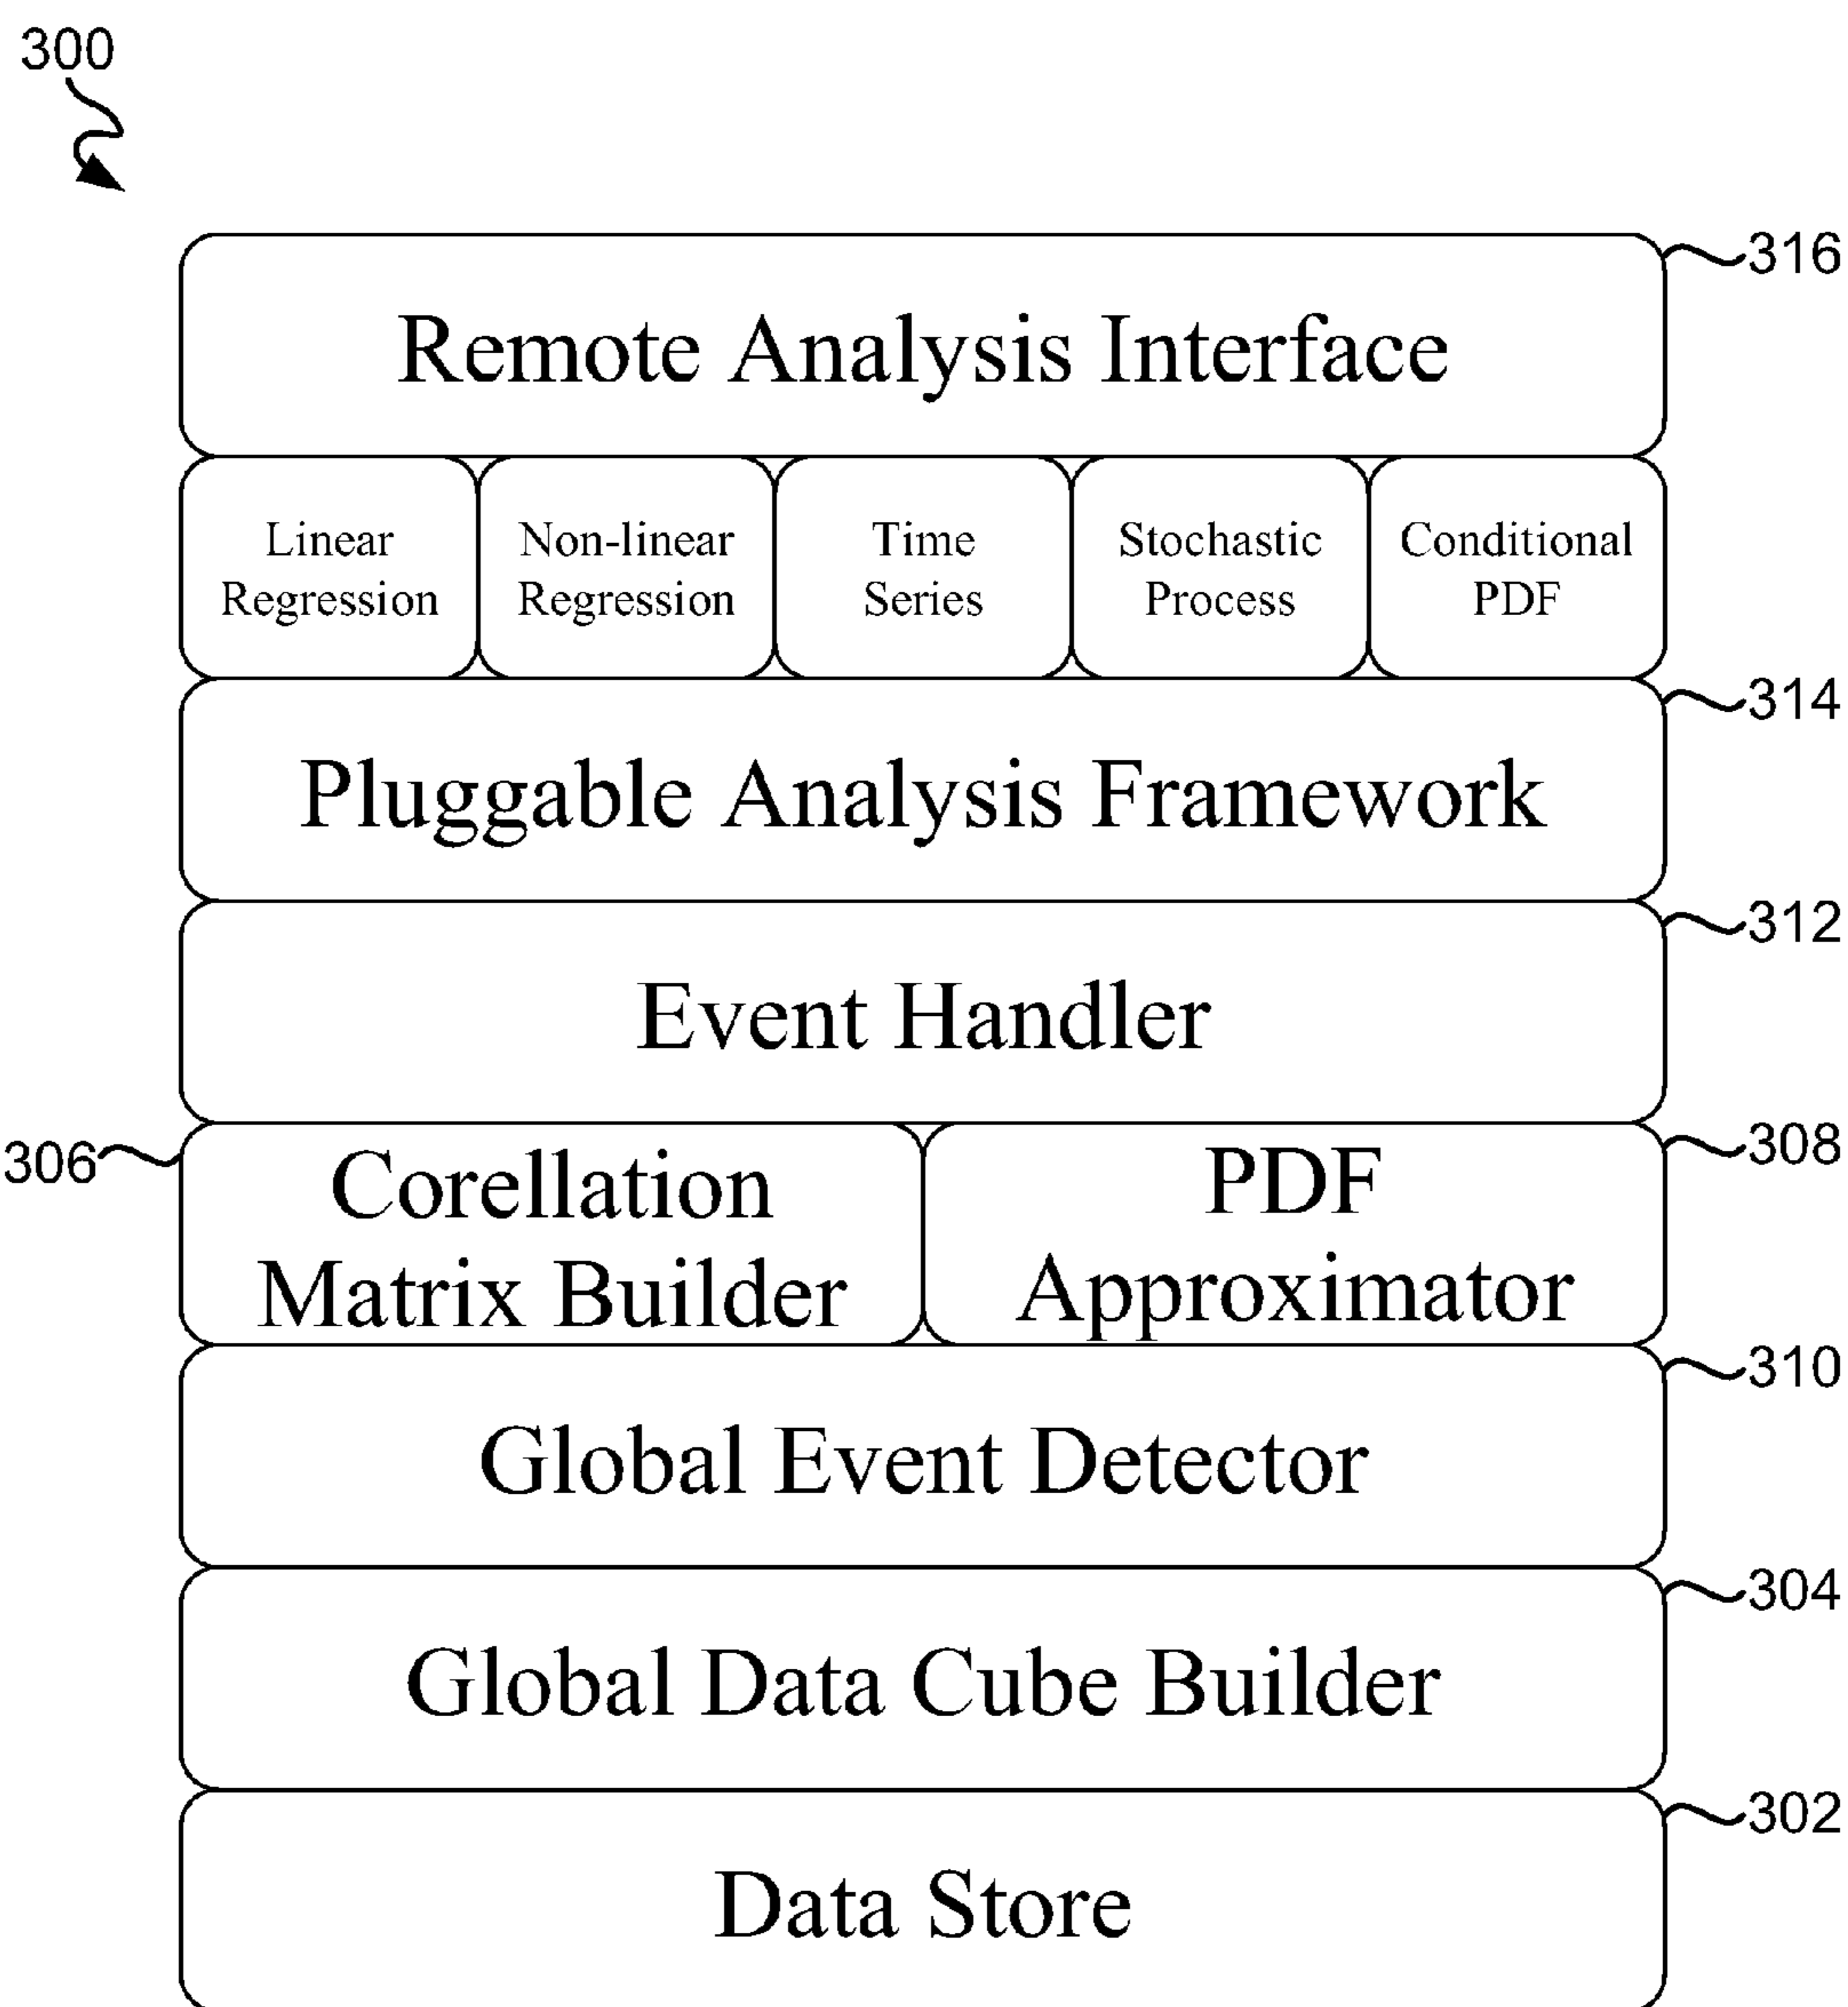 300
316
Remote Analysis Interface
Linear
Regression
Non-linear
Regression
Time
Series
Stochastic
Process
Conditional
PDF
314
Pluggable Analysis Framework
312
Event Handler
306
Corellation
Matrix Builder
308
PDF
Approximator
310
Global Event Detector
304
Global Data Cube Builder
302
Data Store